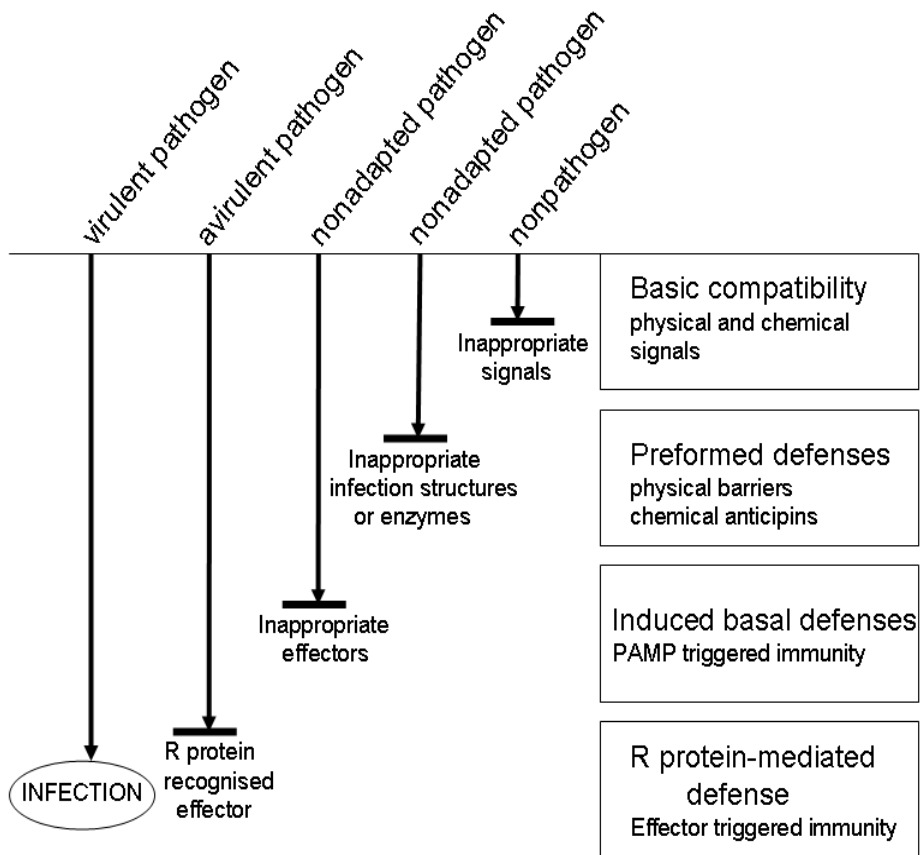 virulent pathogen
avirulent pathogen
nonadapted pathogen
nonadapted pathogen
nonpathogen
Inappropriate
signals
Inappropriate
infection structures
or enzymes
Inappropriate
effectors
R protein
recognised
effector
INFECTION
Basic compatibility
physical and chemical
signals
Preformed defenses
physical barriers
chemical anticipins
Induced basal defenses
PAMP triggered immunity
R protein-mediated
defense
Effector triggered immunity